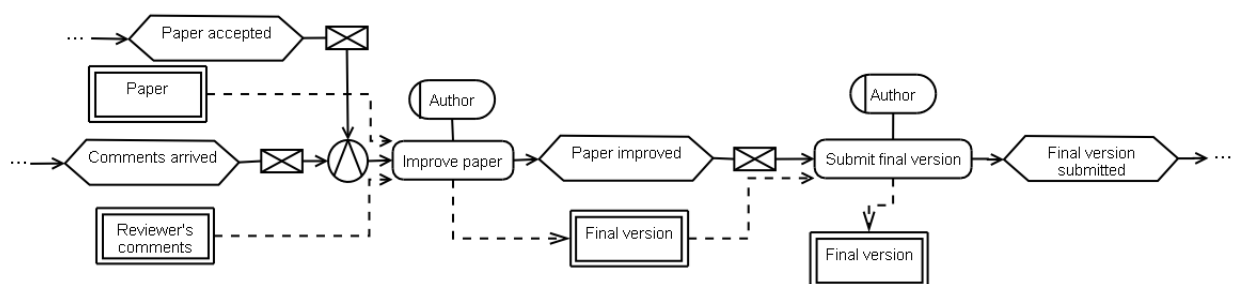 ...
Paper accepted
Paper
Author
Author
...
Comments arrived
Improve paper
Paper improved
Submit final version
Final version
submitted
...
Reviewer's
comments
Final version
Final version